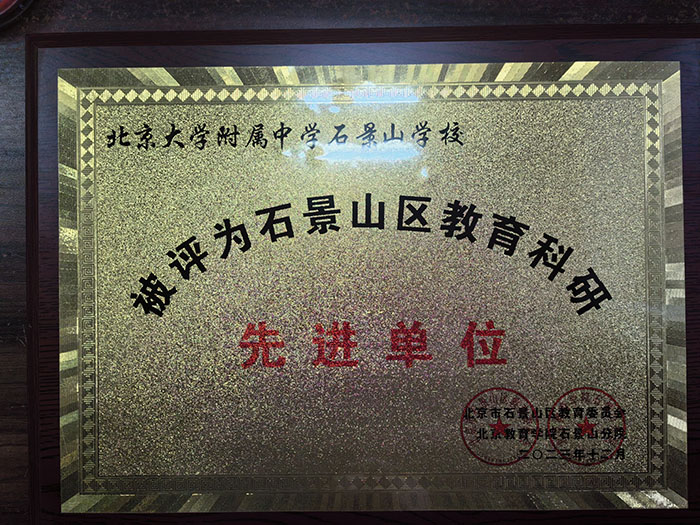 北京大学附属中学石景山学校
被评为石景山区教育科研
先进单位
北京市石景山区教育委员会
北京教育学院石景山分院
二〇二三年十二月